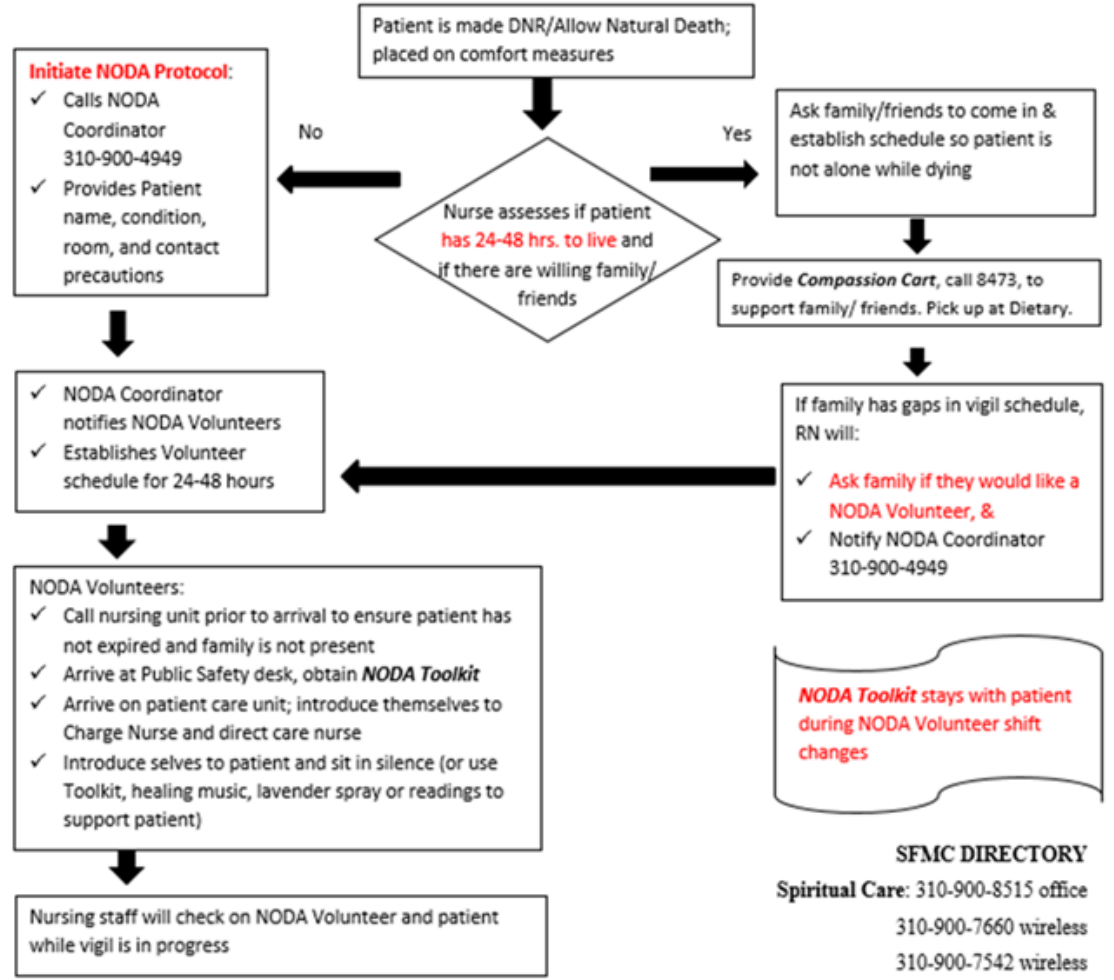 Patient is made DNR/Allow Natural Death;
placed on comfort measures
Initiate NODA Protocol:
✓ Calls NODA
Coordinator
310-900-4949
✓ Provides Patient
name, condition,
room, and contact
precautions
No
Yes
Nurse assesses if patient
has 24-48 hrs. to live and
if there are willing family/
friends
Ask family/friends to come in &
establish schedule so patient is
not alone while dying
Provide Compassion Cart, call 8473, to
support family/ friends. Pick up at Dietary.
If family has gaps in vigil schedule,
RN will:
✓ Ask family if they would like a
NODA Volunteer, &
✓ Notify NODA Coordinator
310-900-4949
✓ NODA Coordinator
notifies NODA Volunteers
✓ Establishes Volunteer
schedule for 24-48 hours
NODA Volunteers:
✓ Call nursing unit prior to arrival to ensure patient has
not expired and family is not present
✓ Arrive at Public Safety desk, obtain NODA Toolkit
✓ Arrive on patient care unit; introduce themselves to
Charge Nurse and direct care nurse
✓ Introduce selves to patient and sit in silence (or use
Toolkit, healing music, lavender spray or readings to
support patient)
Nursing staff will check on NODA Volunteer and patient
while vigil is in progress
NODA Toolkit stays with patient
during NODA Volunteer shift
changes
SFMC DIRECTORY
Spiritual Care: 310-900-8515 office
310-900-7660 wireless
310-900-7542 wireless